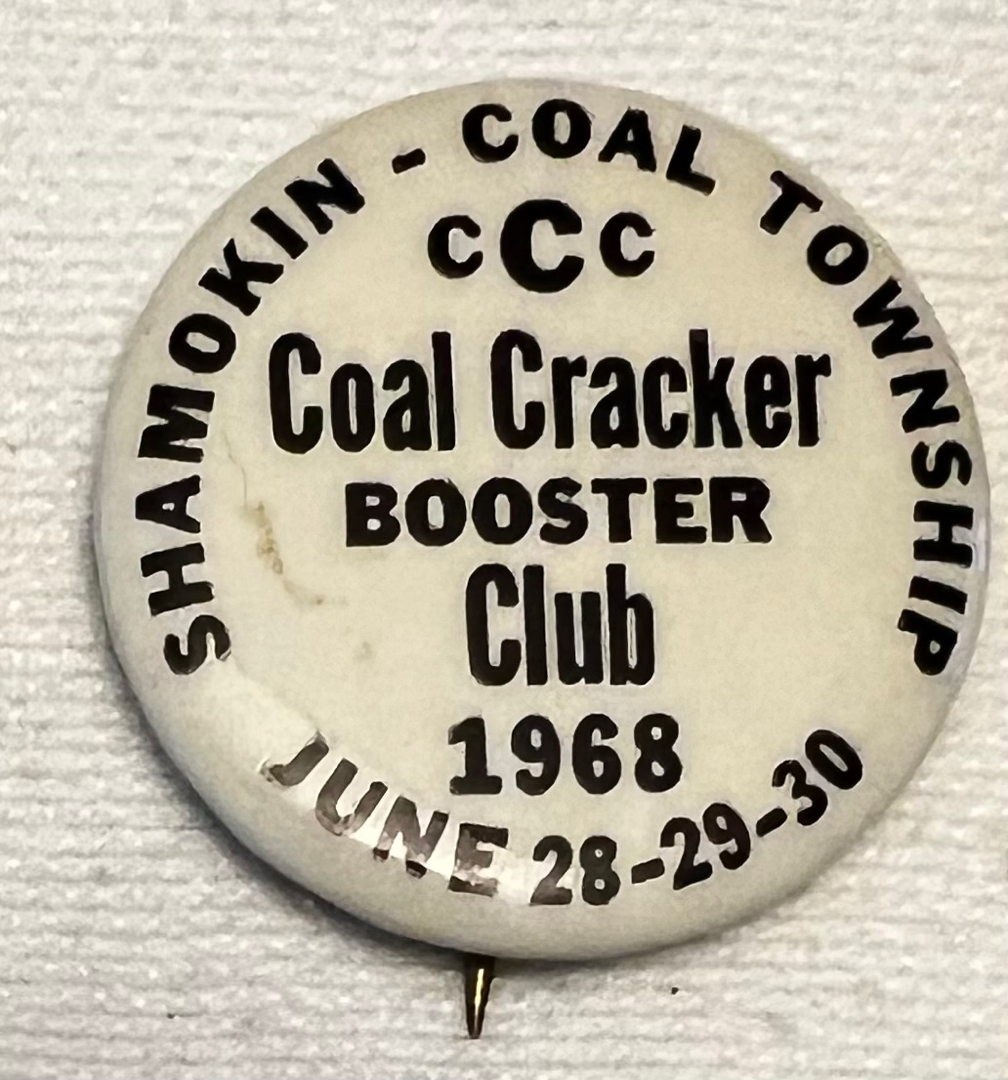 SHAMOKIN - COAL TOWNSHIP
cCc
Coal Cracker
BOOSTER
Club
1968
JUNE 28-29-30